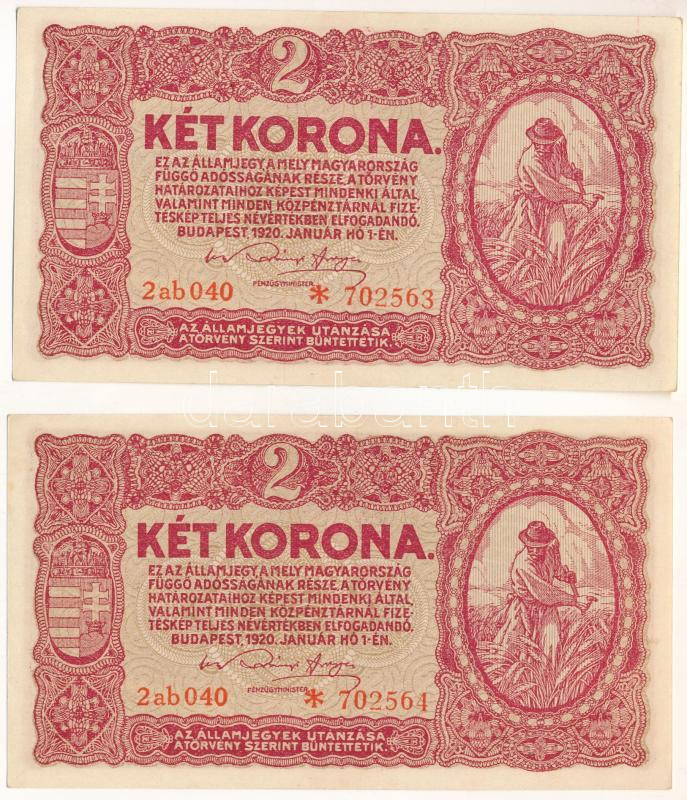 2
KÉT KORONA.
EZ AZ ÁLLAMJEGY, A MELY MAGYARORSZÁG
FÜGGŐ ADÓSSÁGÁNAK RÉSZE, A TÖRVÉNY
HATÁROZATAIHOZ KÉPEST MINDENKI ÁLTAL
VALAMINT MINDEN KÖZPÉNZTÁRNÁL FIZE-
TÉSKÉP TELJES NÉVÉRTÉKBEN ELFOGADANDÓ.
BUDAPEST, 1920. JANUÁR HÓ 1-ÉN.
PÉNZÜGYMINISTER
2ab040 * 702563
AZ ÁLLAMJEGYEK UTÁNZÁSA
A TÖRVÉNY SZERINT BÜNTETTETIK.
darabanth
2
KÉT KORONA.
EZ AZ ÁLLAMJEGY, A MELY MAGYARORSZÁG
FÜGGŐ ADÓSSÁGÁNAK RÉSZE, A TÖRVÉNY
HATÁROZATAIHOZ KÉPEST MINDENKI ÁLTAL
VALAMINT MINDEN KÖZPÉNZTÁRNÁL FIZE-
TÉSKÉP TELJES NÉVÉRTÉKBEN ELFOGADANDÓ.
BUDAPEST, 1920. JANUÁR HÓ 1-ÉN.
PÉNZÜGYMINISTER
2ab040 * 702564
AZ ÁLLAMJEGYEK UTÁNZÁSA
A TÖRVÉNY SZERINT BÜNTETTETIK.